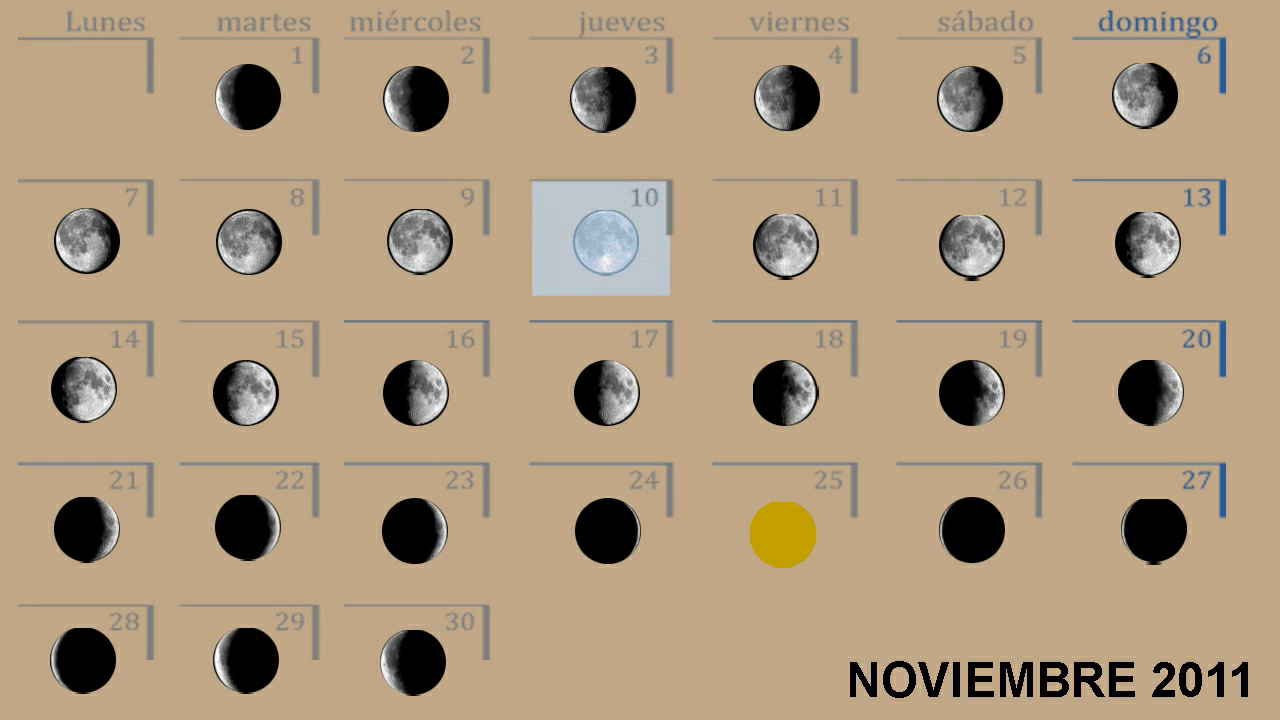 Lunes martes miércoles jueves viernes sábado domingo
1 2 3 4 5 6
7 8 9 10 11 12 13
14 15 16 17 18 19 20
21 22 23 24 25 26 27
28 29 30
NOVIEMBRE 2011